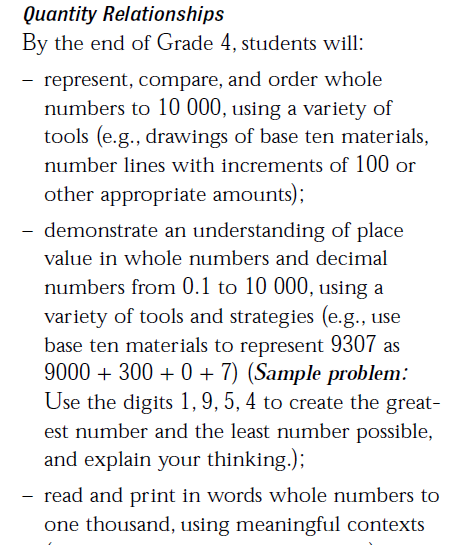 Quantity Relationships
By the end of Grade 4, students will:
– represent, compare, and order whole
numbers to 10 000, using a variety of
tools (e.g., drawings of base ten materials,
number lines with increments of 100 or
other appropriate amounts);
– demonstrate an understanding of place
value in whole numbers and decimal
numbers from 0.1 to 10 000, using a
variety of tools and strategies (e.g., use
base ten materials to represent 9307 as
9000 + 300 + 0 + 7) (Sample problem:
Use the digits 1, 9, 5, 4 to create the great-
est number and the least number possible,
and explain your thinking.);
– read and print in words whole numbers to
one thousand, using meaningful contexts